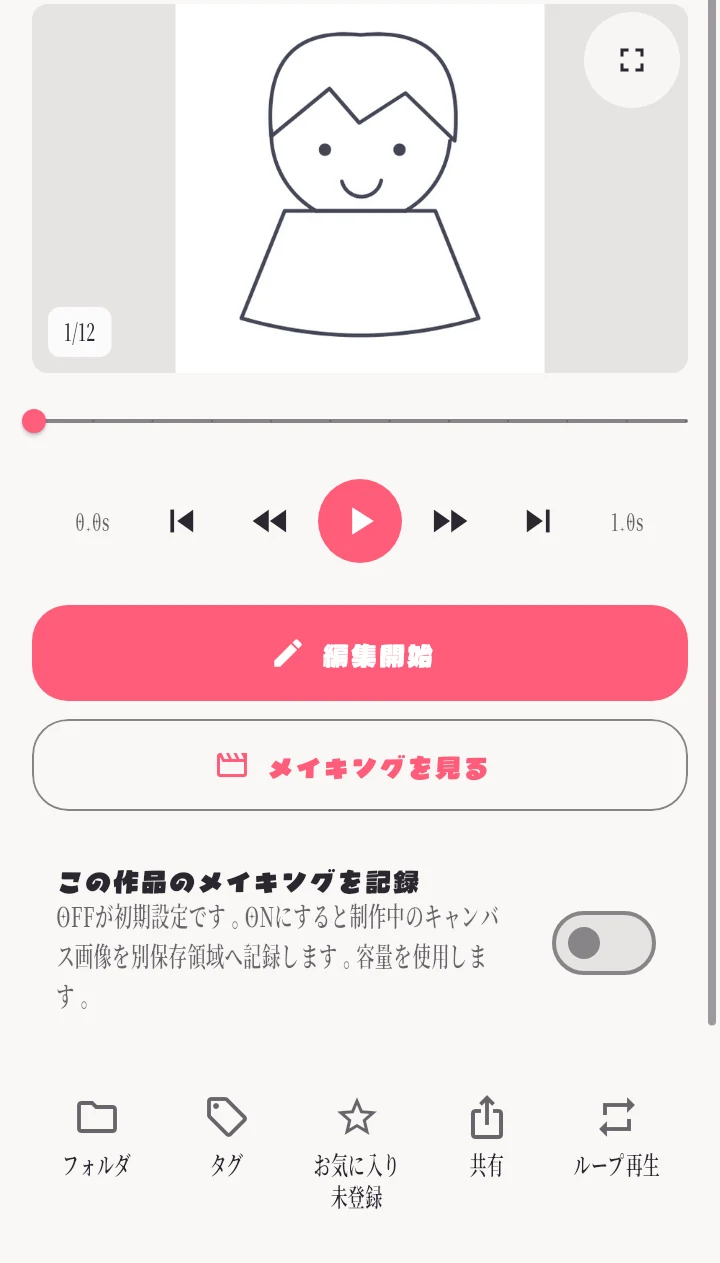 1/12
0.0s
1.0s
編集開始
メイキングを見る
この作品のメイキングを記録
OFFが初期設定です。ONにすると制作中のキャンバ
ス画像を別保存領域へ記録します。容量を使用しま
す。
フォルダ
タグ
お気に入り
未登録
共有
ループ再生